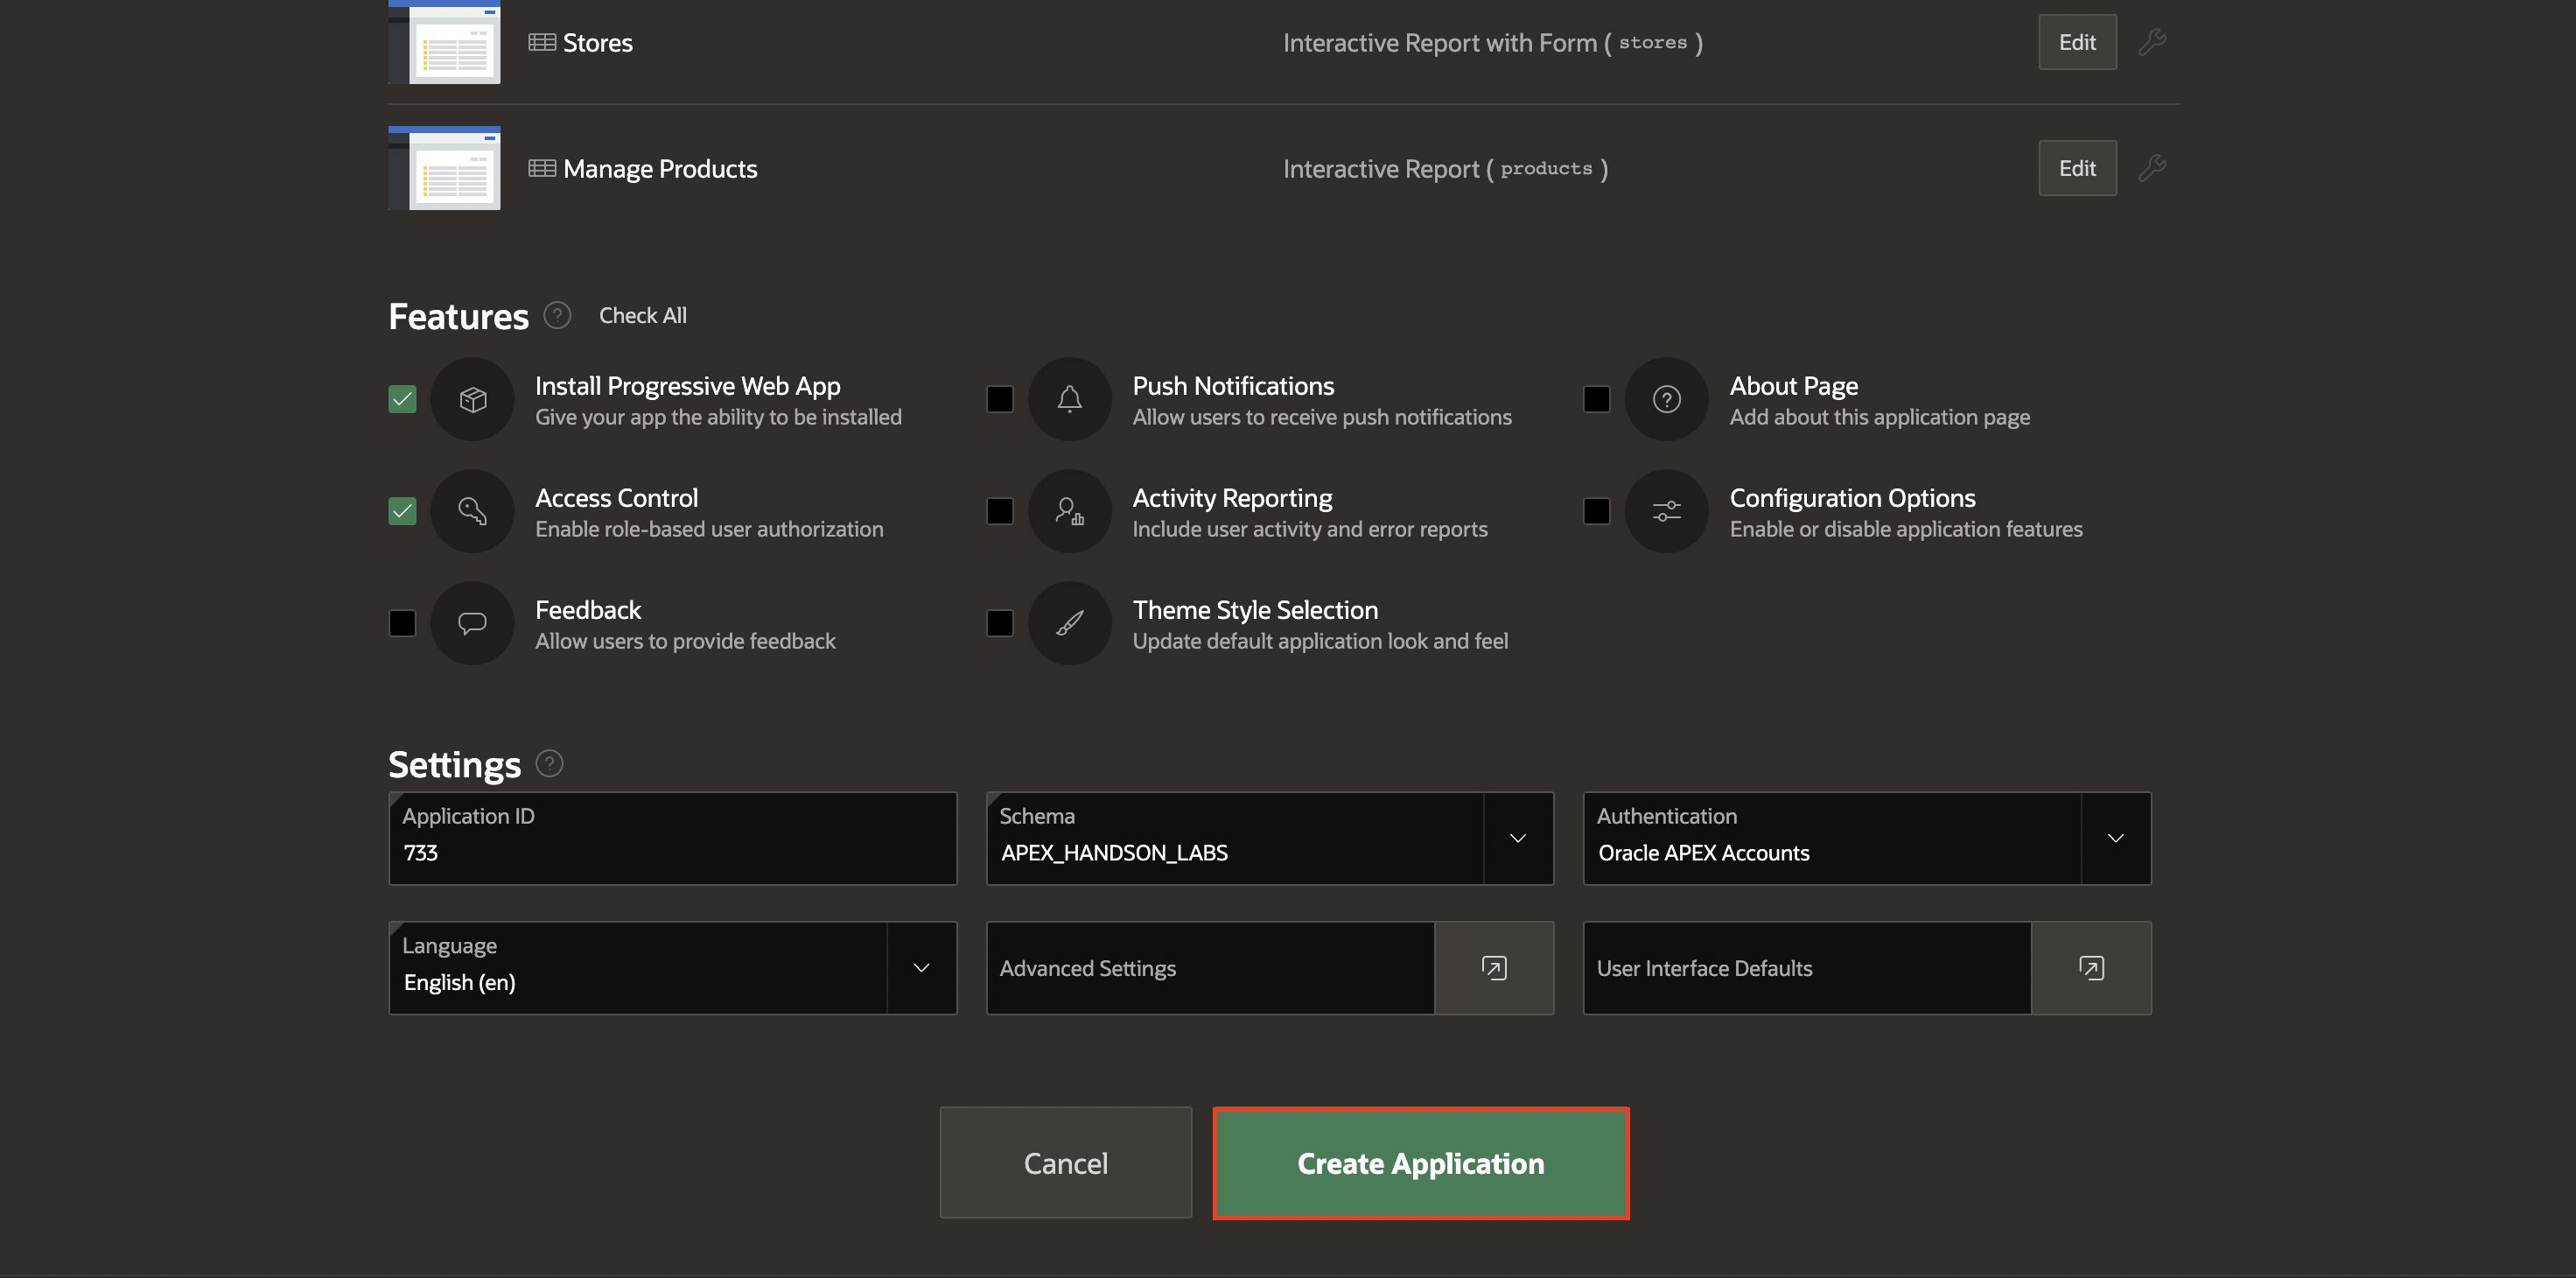 Stores
Interactive Report with Form ( stores )
Edit
Manage Products
Interactive Report ( products )
Edit
Features ? Check All
Install Progressive Web App
Give your app the ability to be installed
Push Notifications
Allow users to receive push notifications
? About Page
Add about this application page
Access Control
Enable role-based user authorization
Activity Reporting
Include user activity and error reports
Configuration Options
Enable or disable application features
Feedback
Allow users to provide feedback
Theme Style Selection
Update default application look and feel
Settings ?
Application ID
733
Schema
APEX_HANDSON_LABS
Authentication
Oracle APEX Accounts
Language
English (en)
Advanced Settings
User Interface Defaults
Cancel
Create Application